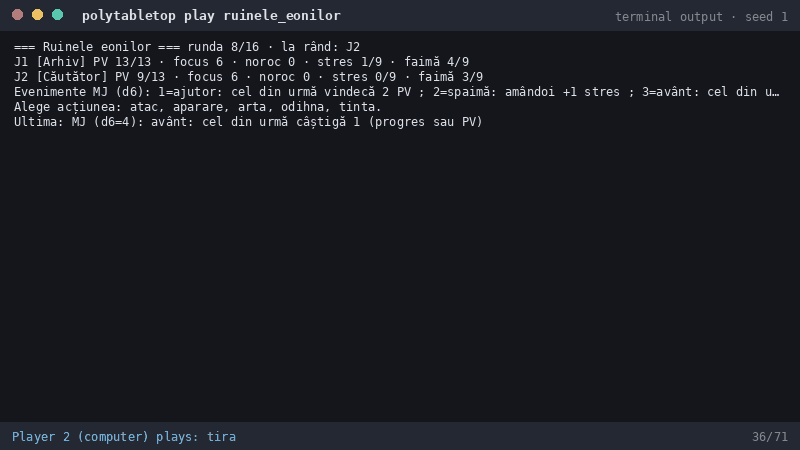 polytabletop play ruinele_eonilor
terminal output · seed 1
=== Ruinele eonilor === runda 8/16 · la rând: J2
J1 [Arhiv] PV 13/13 · focus 6 · noroc 0 · stres 1/9 · faimă 4/9
J2 [Căutător] PV 9/13 · focus 6 · noroc 0 · stres 0/9 · faimă 3/9
Evenimente MJ (d6): 1=ajutor: cel din urmă vindecă 2 PV ; 2=spaimă: amândoi +1 stres ; 3=avânt: cel din u…
Alege acțiunea: atac, aparare, arta, odihna, tinta.
Ultima: MJ (d6=4): avânt: cel din urmă câștigă 1 (progres sau PV)
Player 2 (computer) plays: tira
36/71